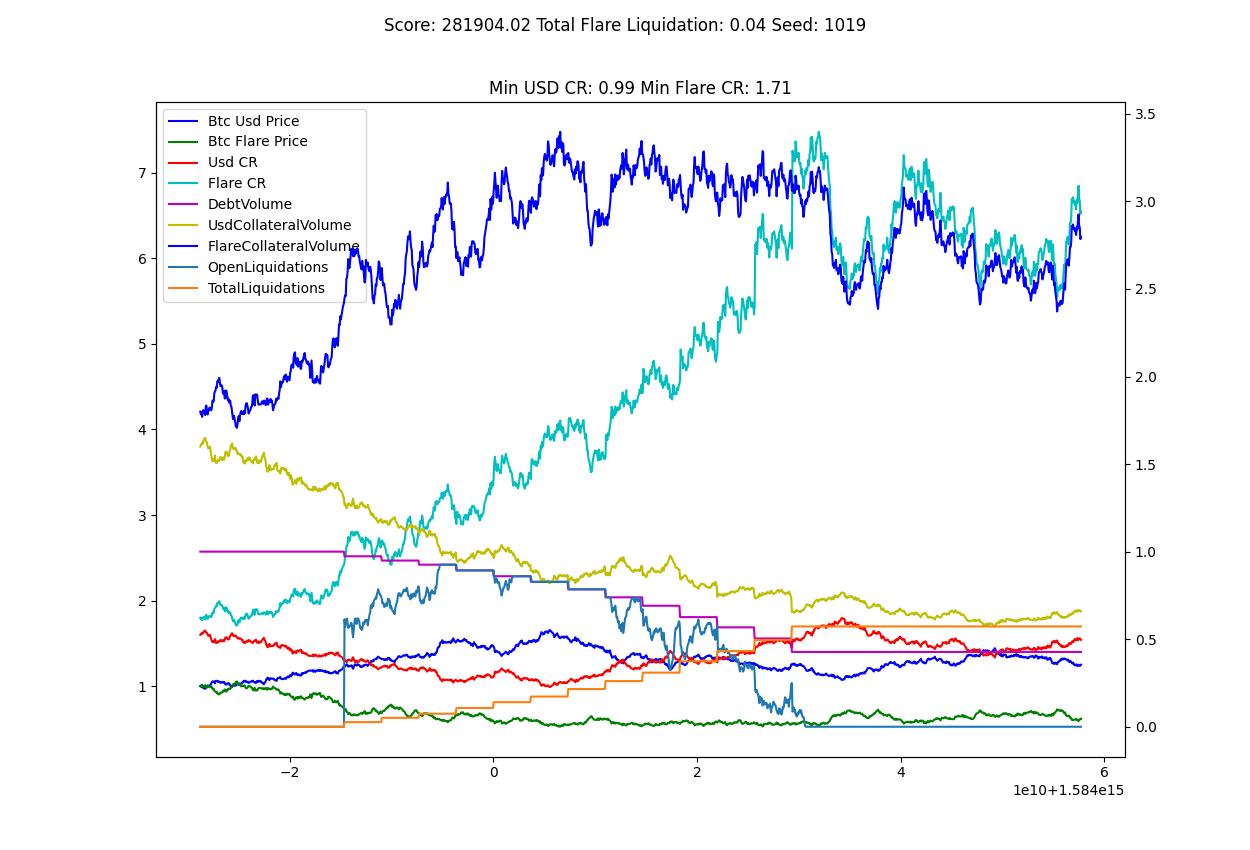 Score: 281904.02 Total Flare Liquidation: 0.04 Seed: 1019
Min USD CR: 0.99 Min Flare CR: 1.71
Btc Usd Price
Btc Flare Price
Usd CR
Flare CR
DebtVolume
UsdCollateralVolume
FlareCollateralVolume
OpenLiquidations
TotalLiquidations
7
6
5
4
3
2
1
3.5
3.0
2.5
2.0
1.5
1.0
0.5
0.0
−2 0 2 4 6
1e10+1.584e15